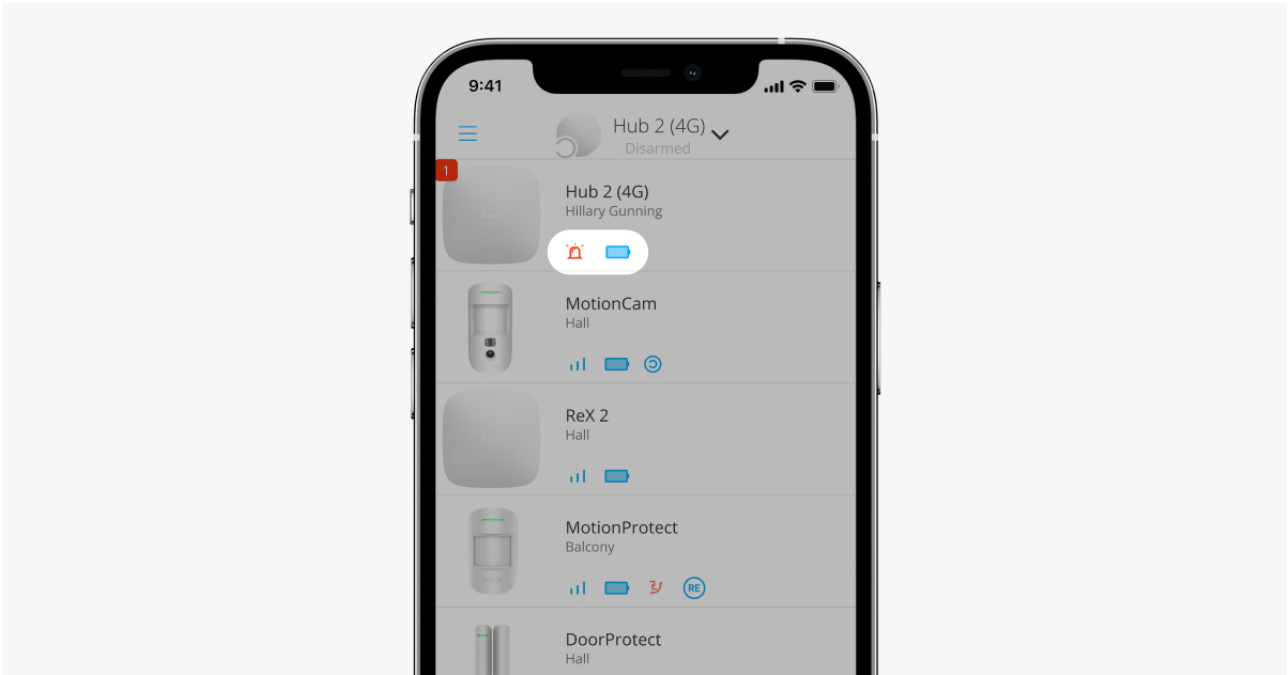 9:41
Hub 2 (4G)
Disarmed
1
Hub 2 (4G)
Hillary Gunning
MotionCam
Hall
ReX 2
Hall
MotionProtect
Balcony
RE
DoorProtect
Hall